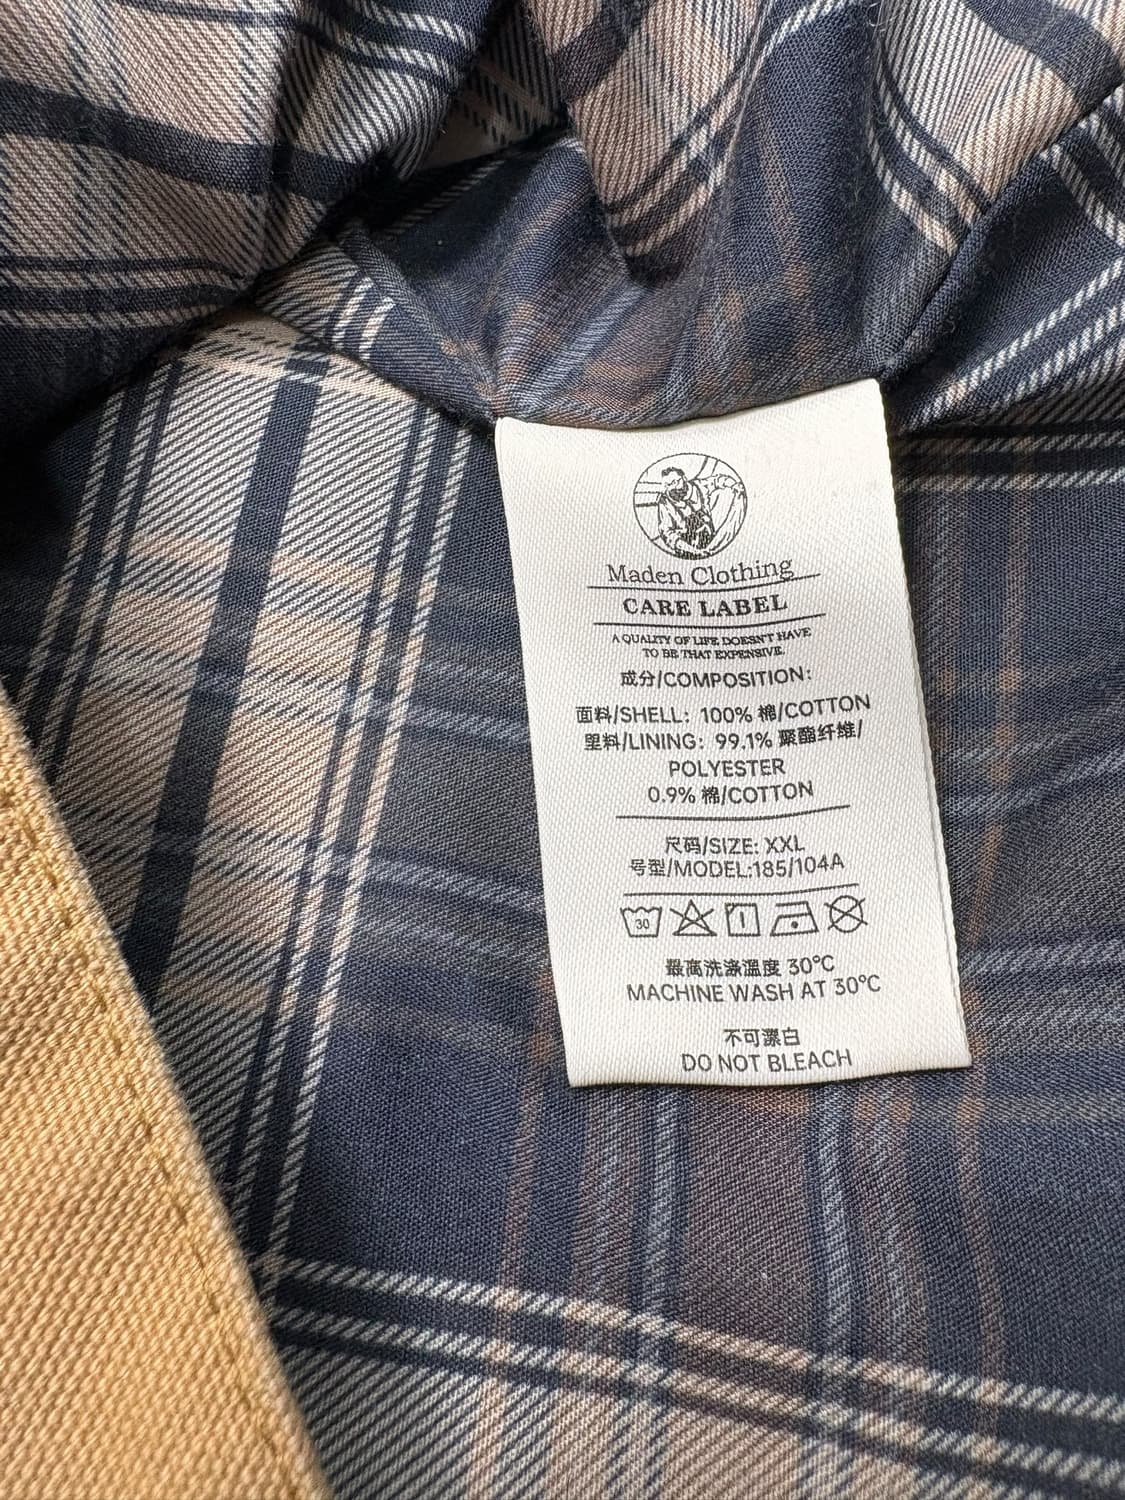 Maden Clothing
CARE LABEL
A QUALITY OF LIFE DOESN'T HAVE
TO BE THAT EXPENSIVE.
成分/COMPOSITION:
面料/SHELL: 100% 棉/COTTON
里料/LINING: 99.1% 聚酯纤维/
POLYESTER
0.9% 棉/COTTON
尺码/SIZE: XXL
号型/MODEL:185/104A
30
最高洗涤温度 30°C
MACHINE WASH AT 30°C
不可漂白
DO NOT BLEACH